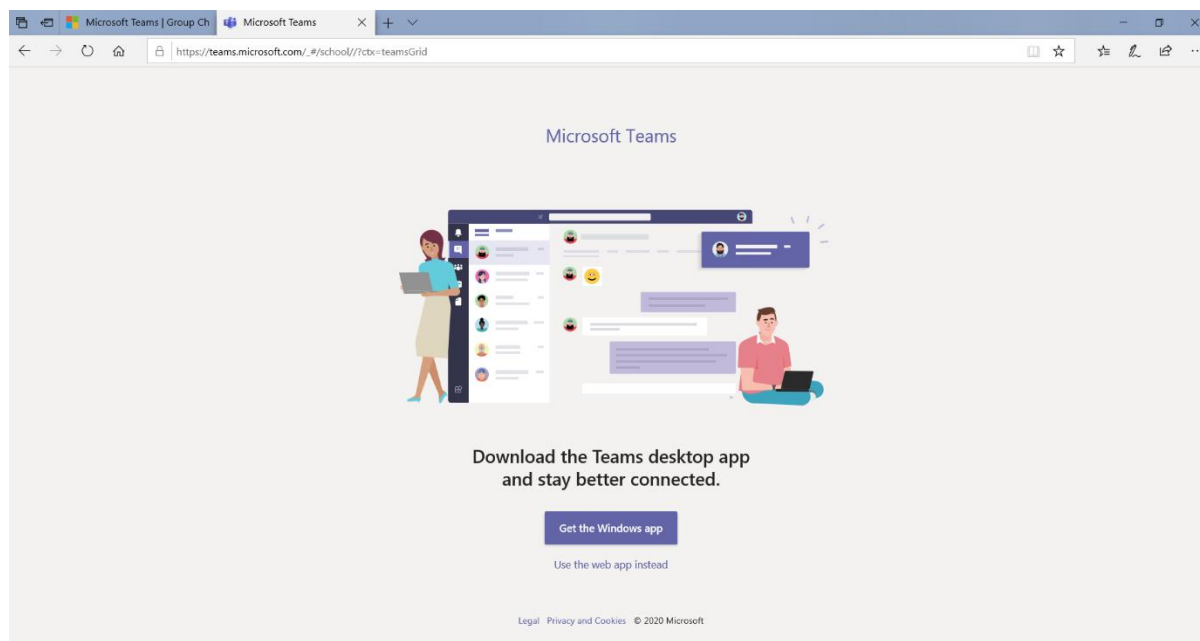 Microsoft Teams | Group Ch
Microsoft Teams
https://teams.microsoft.com/_#/school//?ctx=teamsGrid
Microsoft Teams
Download the Teams desktop app
and stay better connected.
Get the Windows app
Use the web app instead
Legal Privacy and Cookies © 2020 Microsoft